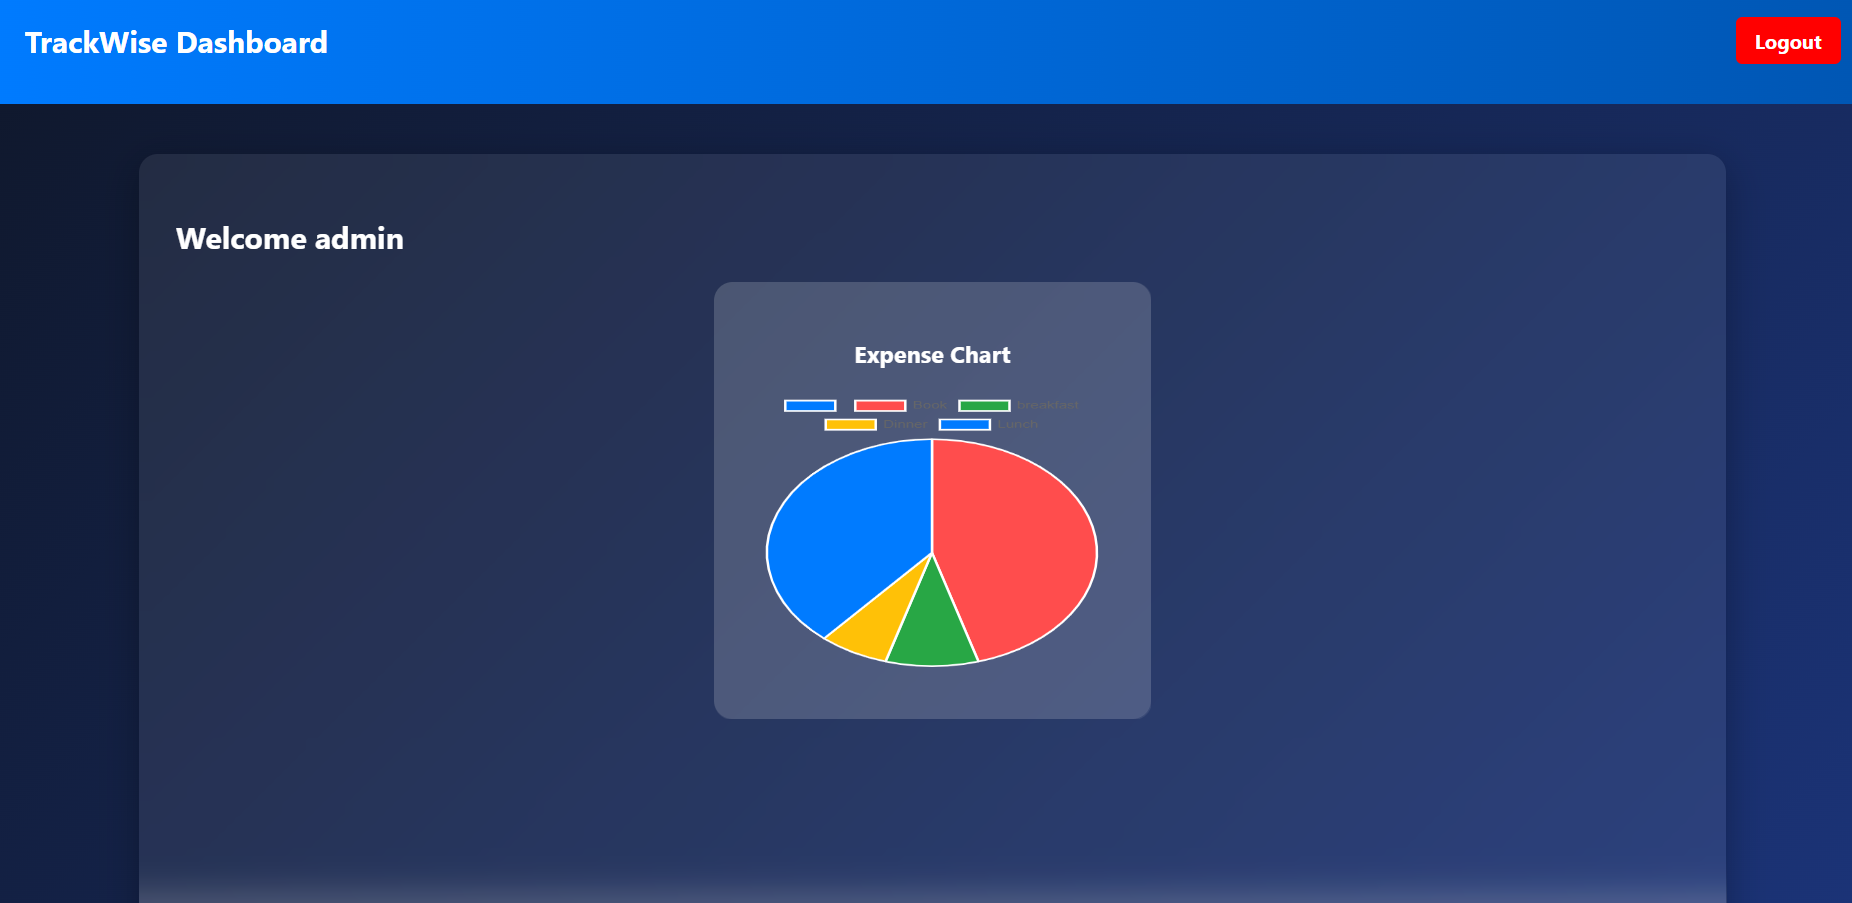 TrackWise Dashboard
Logout
Welcome admin
Expense Chart
Book breakfast
Dinner Lunch